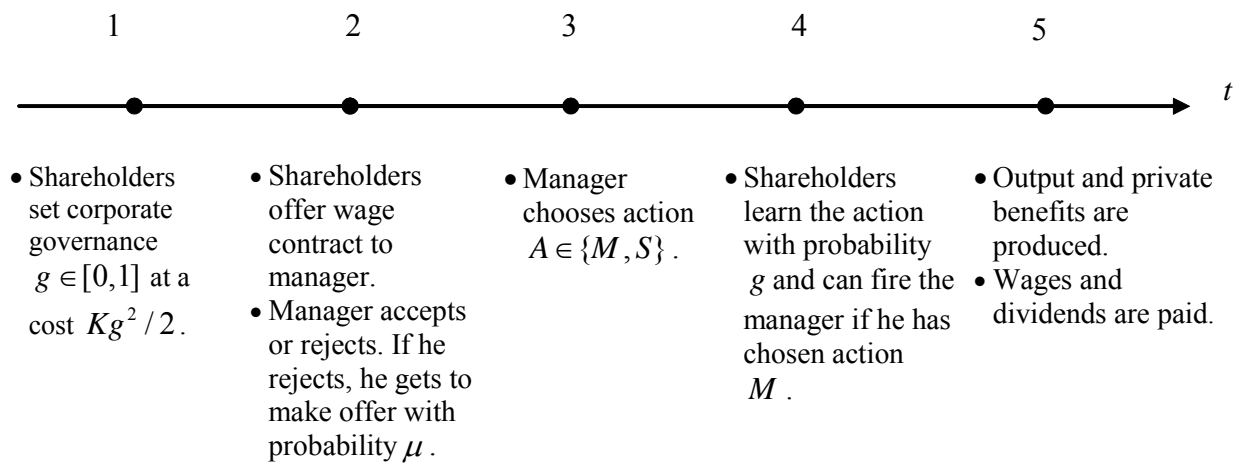 1
2
3
4
5
t
• Shareholders
set corporate
governance
g ∈ [0,1] at a
cost Kg² / 2.
• Shareholders
offer wage
contract to
manager.
• Manager accepts
or rejects. If he
rejects, he gets to
make offer with
probability μ.
• Manager
chooses action
A ∈ {M, S}.
• Shareholders
learn the action
with probability
g and can fire the
manager if he has
chosen action
M.
• Output and private
benefits are
produced.
• Wages and
dividends are paid.